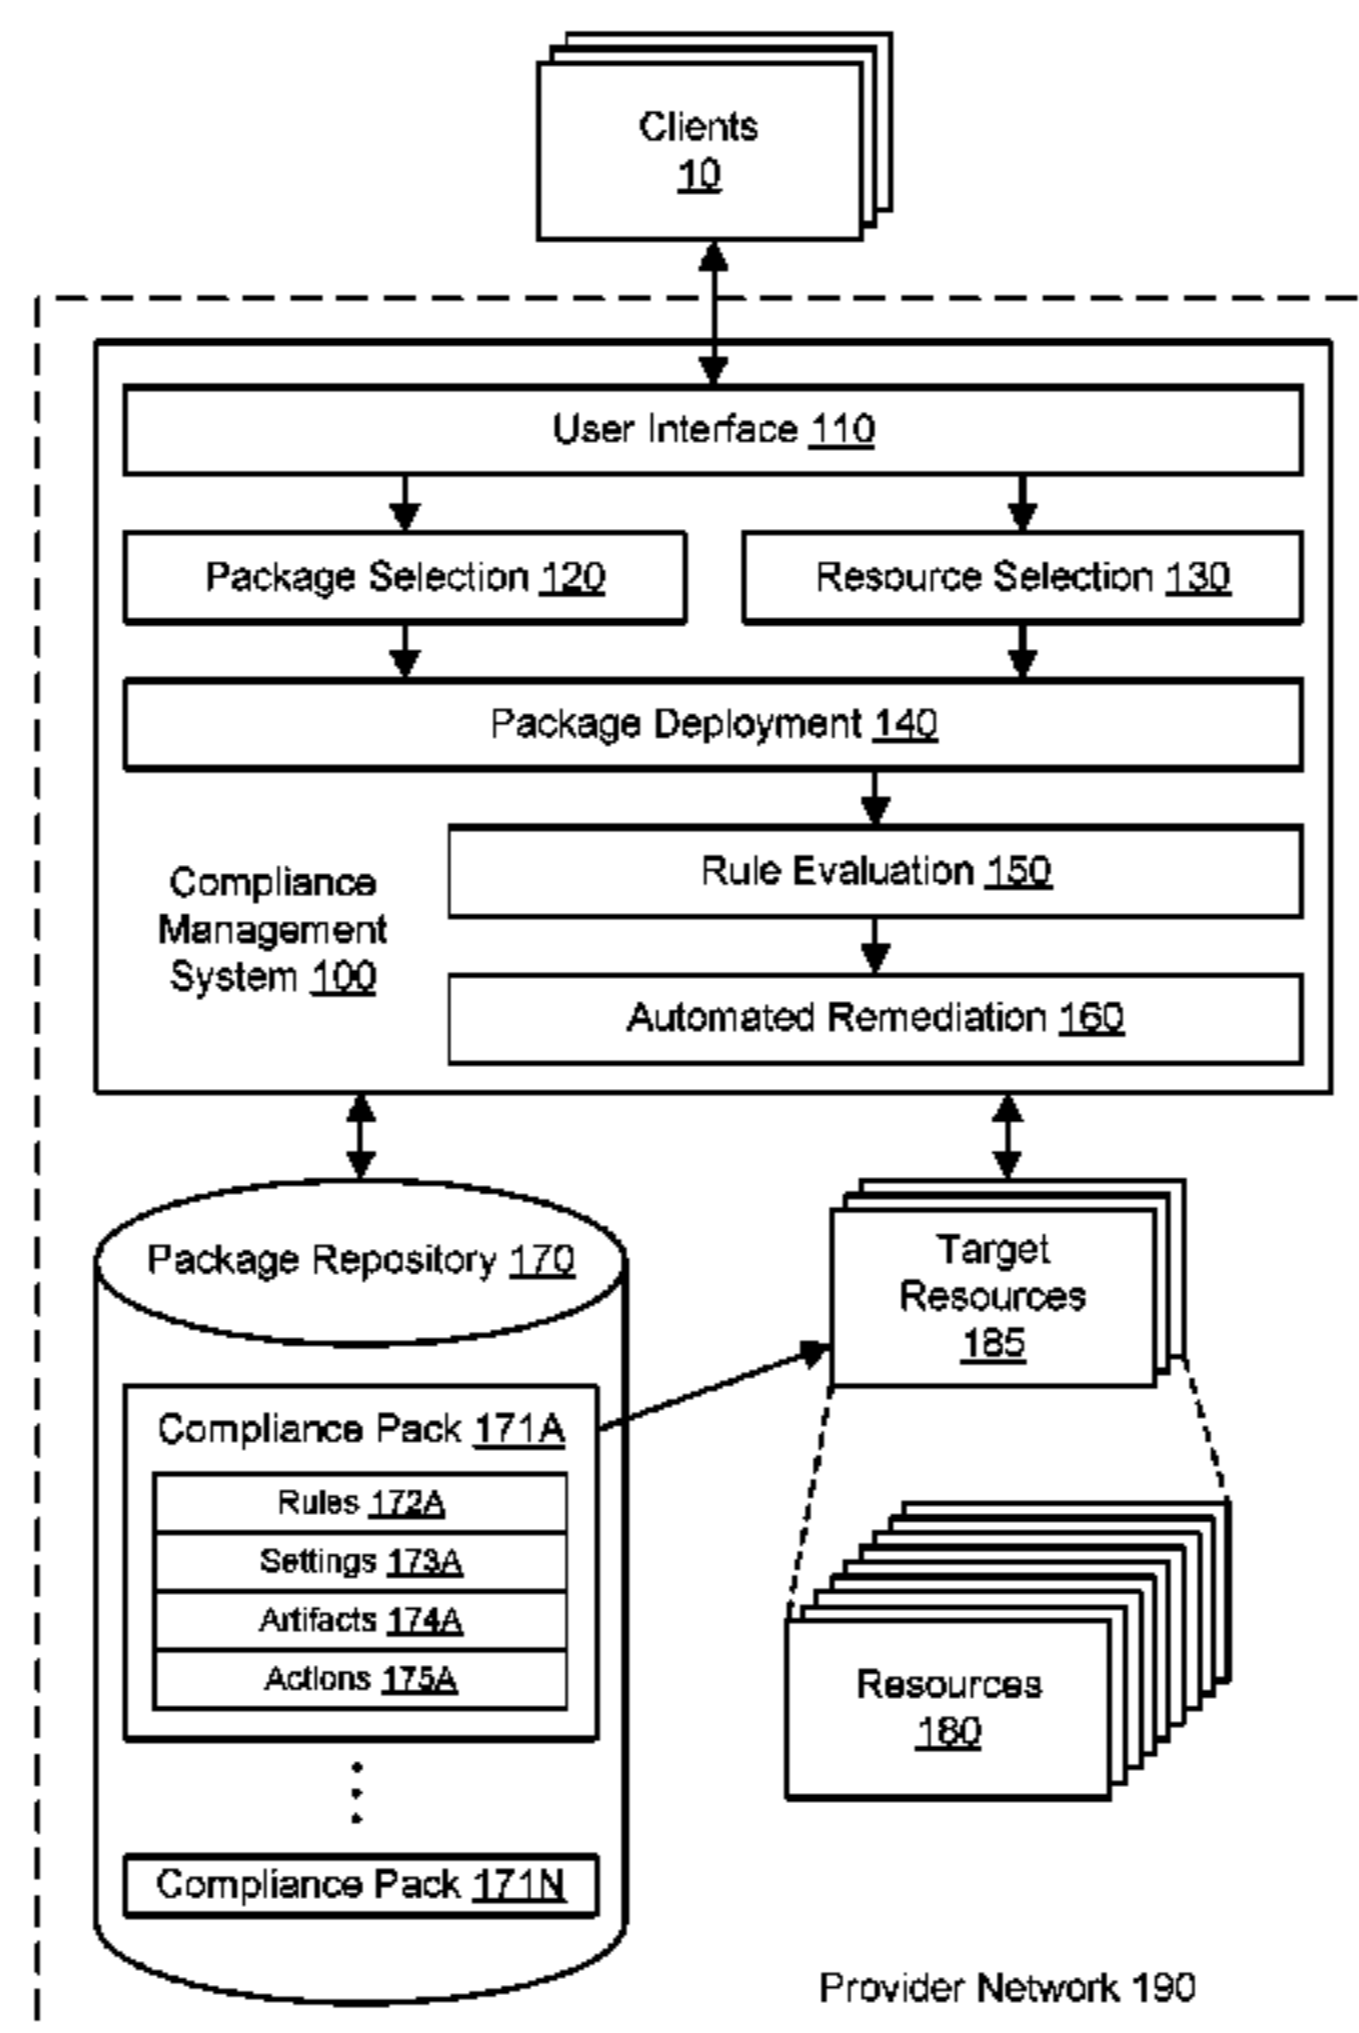 Clients
10
User Interface 110
Package Selection 120
Resource Selection 130
Package Deployment 140
Rule Evaluation 150
Compliance
Management
System 100
Automated Remediation 160
Package Repository 170
Target
Resources
185
Compliance Pack 171A
Rules 172A
Settings 173A
Artifacts 174A
Actions 175A
Resources
180
Compliance Pack 171N
Provider Network 190